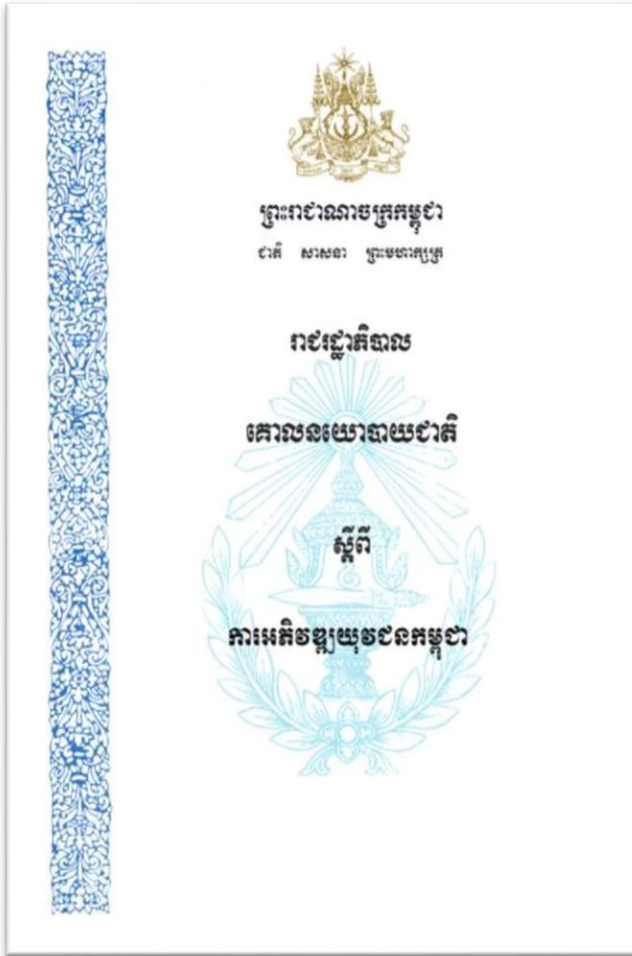 ព្រះរាជាណាចក្រកម្ពុជា
ជាតិ សាសនា ព្រះមហាក្សត្រ
រាជរដ្ឋាភិបាល
គោលនយោបាយជាតិ
ស្តីពី
ការអភិវឌ្ឍយុវជនកម្ពុជា